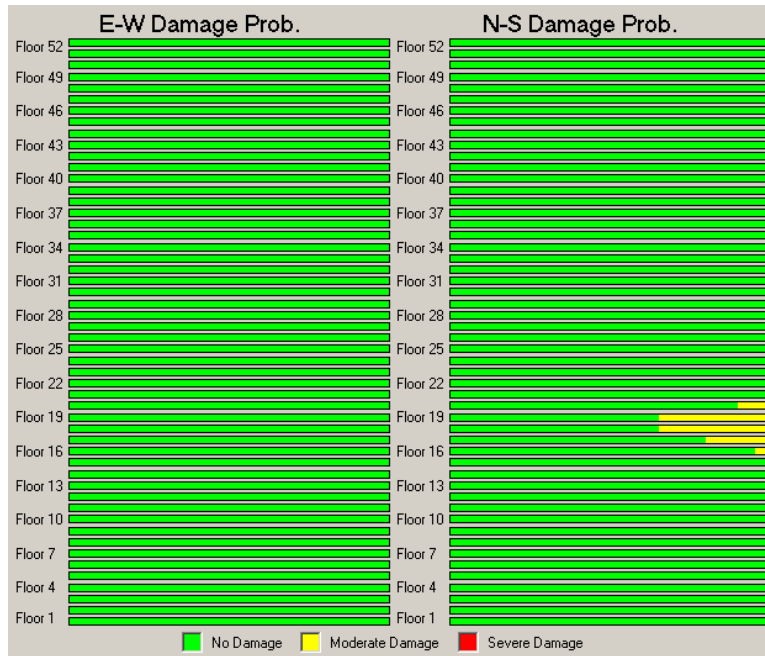 E-W Damage Prob. N-S Damage Prob.
Floor 52 Floor 52
Floor 49 Floor 49
Floor 46 Floor 46
Floor 43 Floor 43
Floor 40 Floor 40
Floor 37 Floor 37
Floor 34 Floor 34
Floor 31 Floor 31
Floor 28 Floor 28
Floor 25 Floor 25
Floor 22 Floor 22
Floor 19 Floor 19
Floor 16 Floor 16
Floor 13 Floor 13
Floor 10 Floor 10
Floor 7 Floor 7
Floor 4 Floor 4
Floor 1 Floor 1
No Damage Moderate Damage Severe Damage